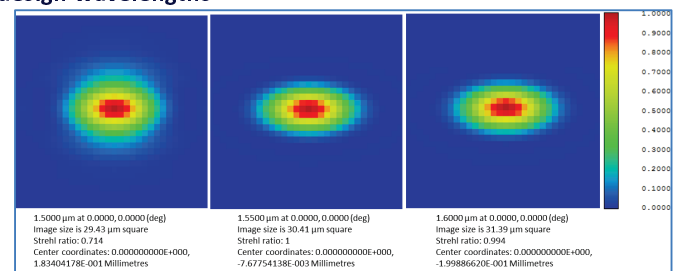 1.0000
0.9000
0.8000
0.7000
0.6000
0.5000
0.4000
0.3000
0.2000
0.1000
0.0000
1.5000 µm at 0.0000, 0.0000 (deg)
Image size is 29.43 µm square
Strehl ratio: 0.714
Center coordinates: 0.000000000E+000,
1.83404178E-001 Millimetres
1.5500 µm at 0.0000, 0.0000 (deg)
Image size is 30.41 µm square
Strehl ratio: 1
Center coordinates: 0.000000000E+000,
-7.67754138E-003 Millimetres
1.6000 µm at 0.0000, 0.0000 (deg)
Image size is 31.39 µm square
Strehl ratio: 0.994
Center coordinates: 0.000000000E+000,
-1.99886620E-001 Millimetres